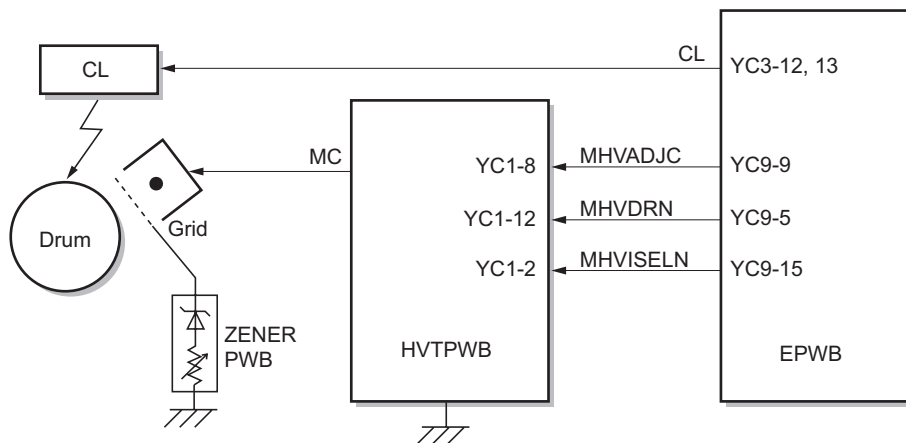 CL
CL
YC3-12, 13
MC
YC1-8
MHVADJC
YC9-9
YC1-12
MHVDRN
YC9-5
YC1-2
MHVISELN
YC9-15
Drum
Grid
ZENER
PWB
HVTPWB
EPWB